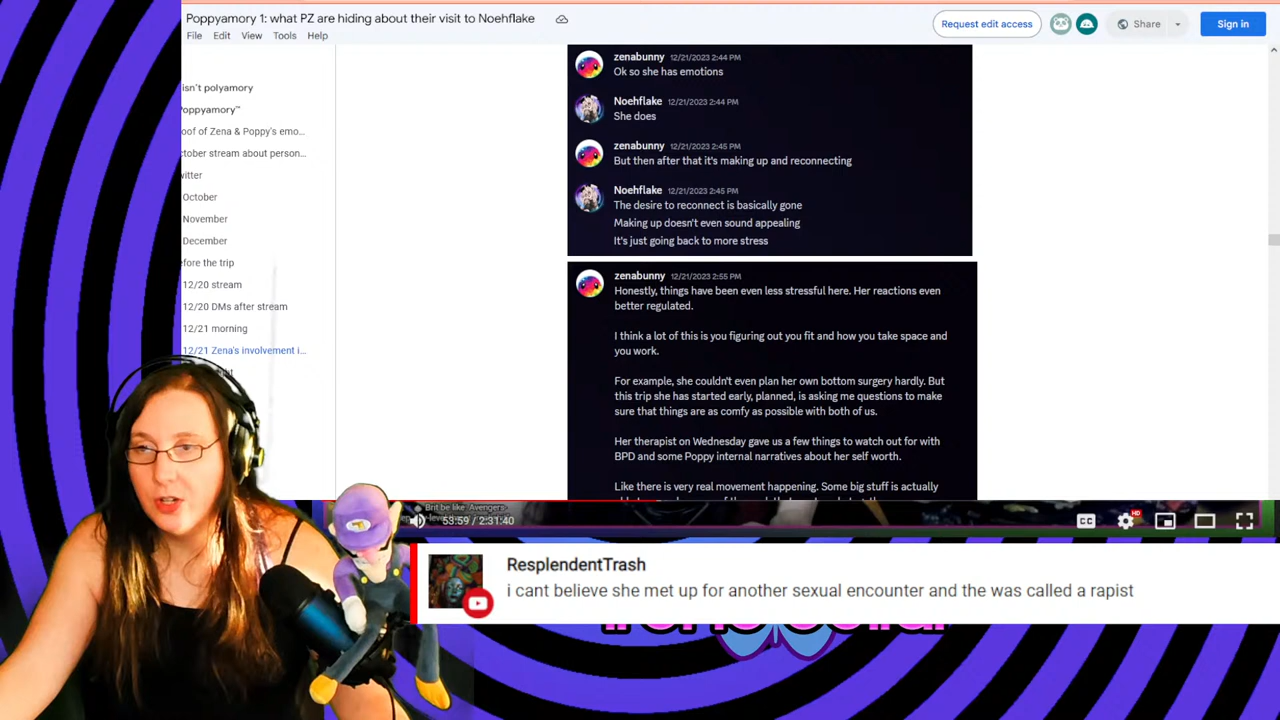 Poppyamory 1: what PZ are hiding about their visit to Noehflake
Request edit access
Share
Sign in
File Edit View Tools Help
isn't polyamory
Poppyamory™
oof of Zena & Poppy's emo...
ctober stream about person...
witter
October
November
December
efore the trip
12/20 stream
12/20 DMs after stream
12/21 morning
12/21 Zena's involvement i...
zenabunny 12/21/2023 2:44 PM
Ok so she has emotions
Noehflake 12/21/2023 2:44 PM
She does
zenabunny 12/21/2023 2:45 PM
But then after that it's making up and reconnecting
Noehflake 12/21/2023 2:45 PM
The desire to reconnect is basically gone
Making up doesn't even sound appealing
It's just going back to more stress
zenabunny 12/21/2023 2:55 PM
Honestly, things have been even less stressful here. Her reactions even
better regulated.
I think a lot of this is you figuring out you fit and how you take space and
you work.
For example, she couldn't even plan her own bottom surgery hardly. But
this trip she has started early, planned, is asking me questions to make
sure that things are as comfy as possible with both of us.
Her therapist on Wednesday gave us a few things to watch out for with
BPD and some Poppy internal narratives about her self worth.
Like there is very real movement happening. Some big stuff is actually
Brit be like, Avengers-
53:59 / 2:31:40
CC
HD
ResplendentTrash
i cant believe she met up for another sexual encounter and the was called a rapist